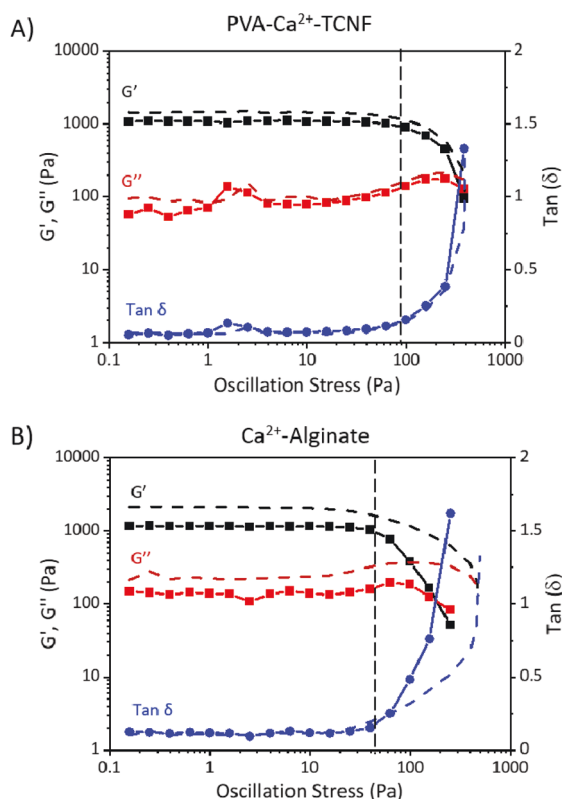 A)
PVA-Ca²⁺-TCNF
10000
1000
100
10
1
G', G'' (Pa)
G'
G''
Tan δ
2
1.5
1
0.5
0
Tan (δ)
0.1 1 10 100 1000
Oscillation Stress (Pa)
B)
Ca²⁺-Alginate
10000
1000
100
10
1
G', G'' (Pa)
G'
G''
Tan δ
2
1.5
1
0.5
0
Tan (δ)
0.1 1 10 100 1000
Oscillation Stress (Pa)